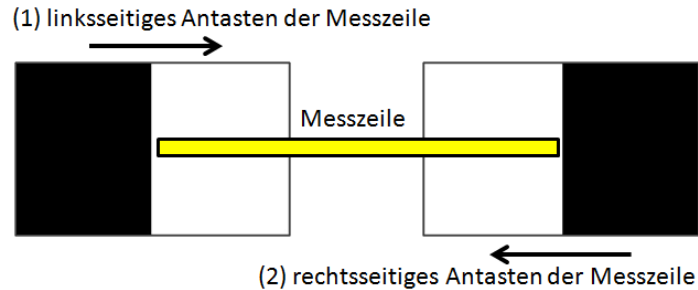 (1) linksseitiges Antasten der Messzeile
Messzeile
(2) rechtsseitiges Antasten der Messzeile